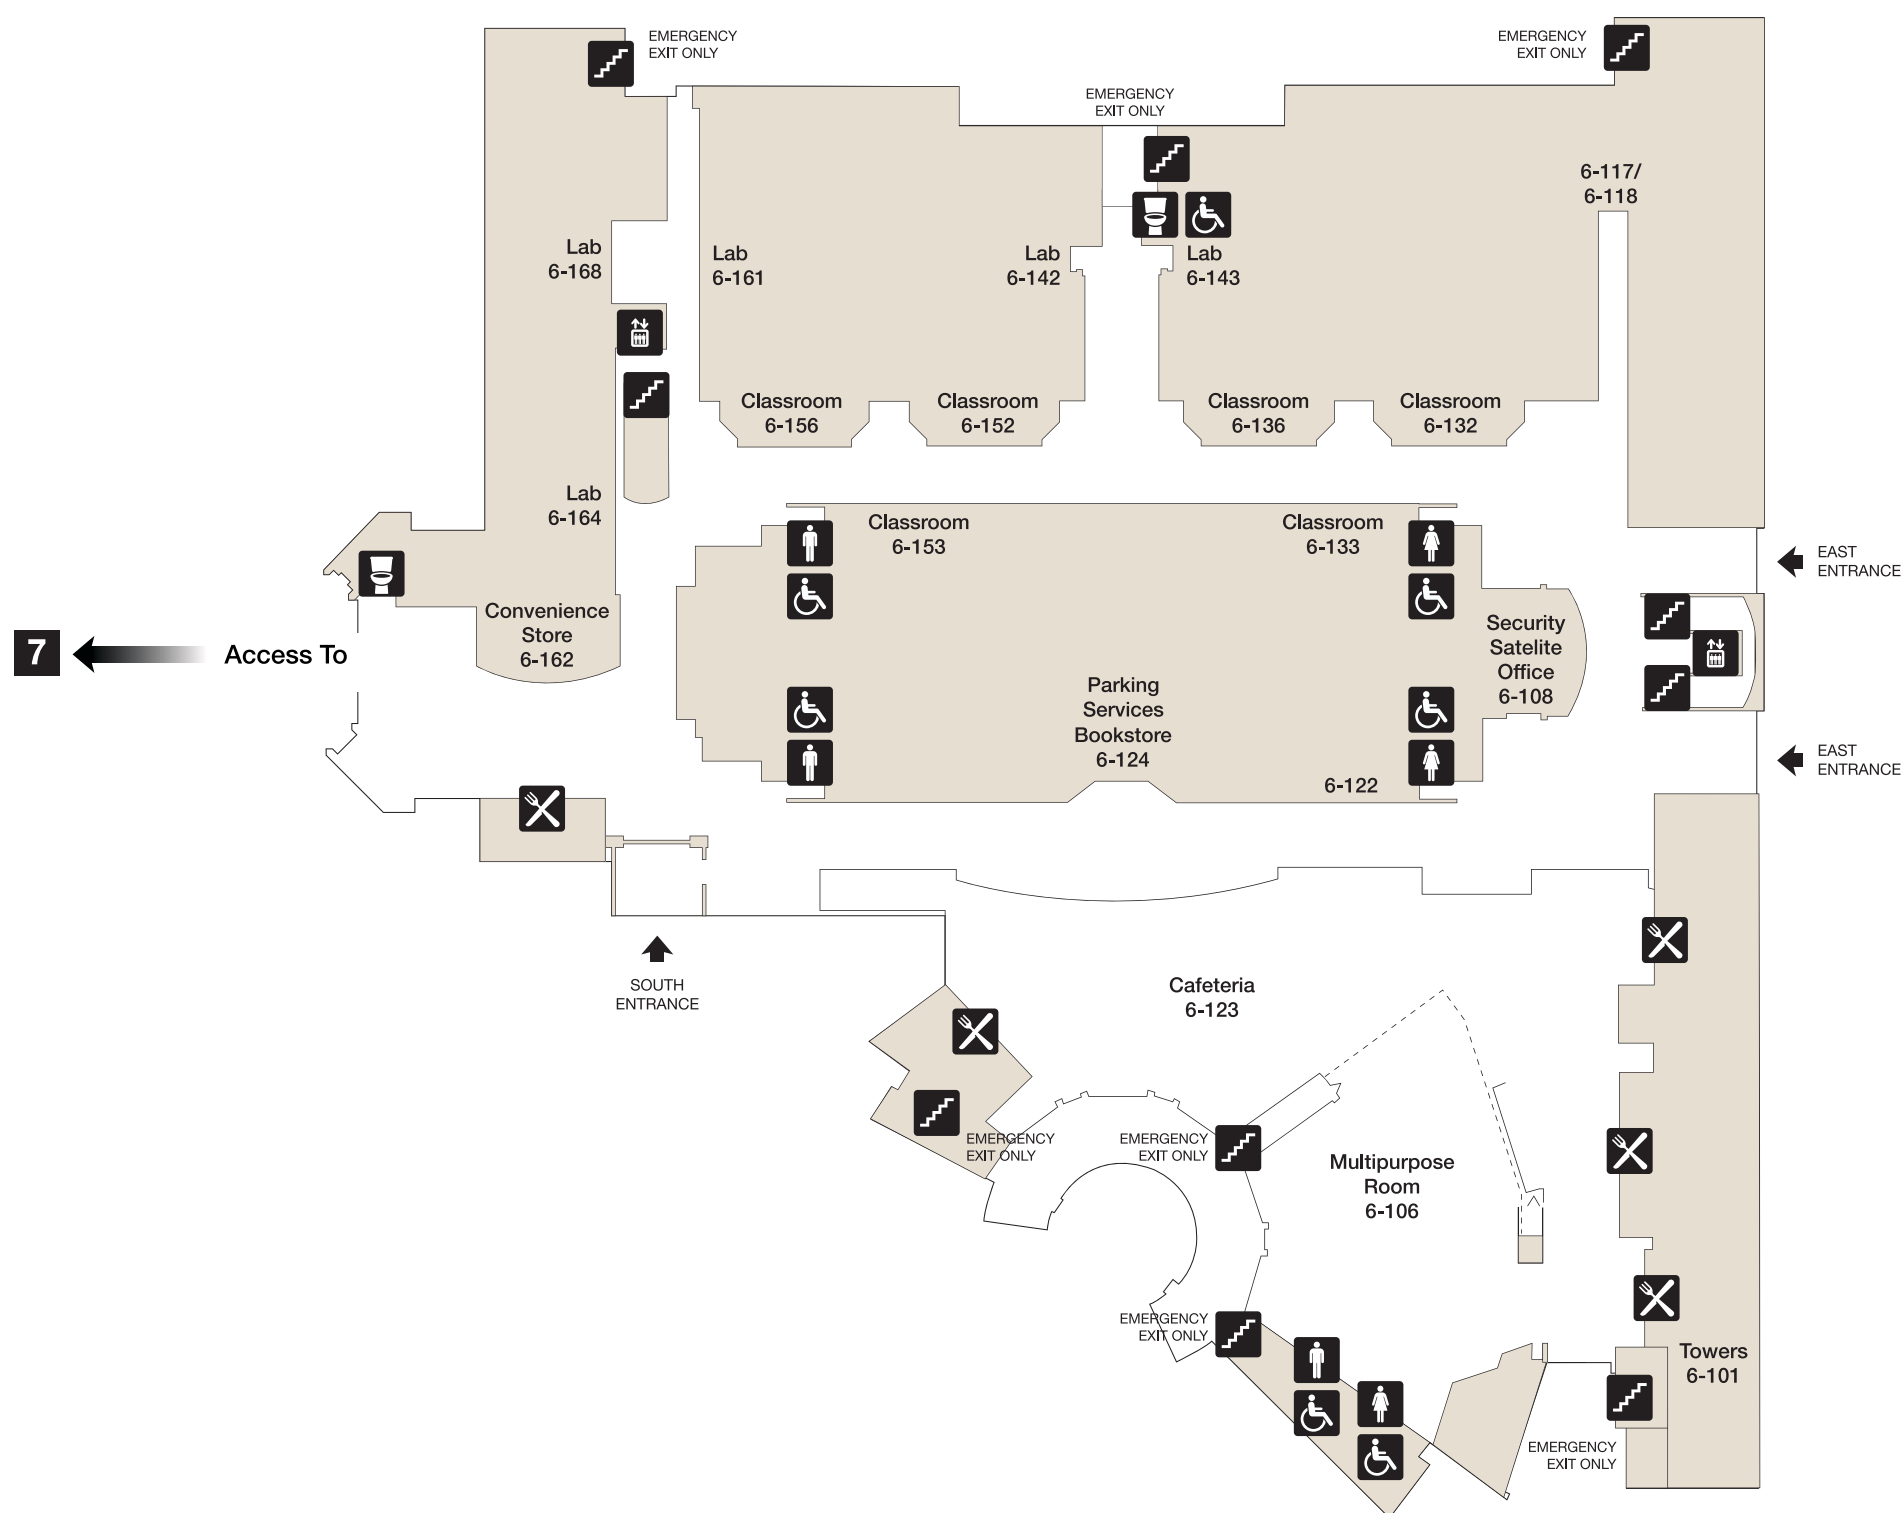 EMERGENCY
EXIT ONLY
EMERGENCY
EXIT ONLY
EMERGENCY
EXIT ONLY
6-117/
6-118
Lab
6-168
Lab
6-161
Lab
6-142
Lab
6-143
Classroom
6-156
Classroom
6-152
Classroom
6-136
Classroom
6-132
Lab
6-164
Classroom
6-153
Classroom
6-133
EAST
ENTRANCE
Convenience
Store
6-162
7
Access To
Security
Satelite
Office
6-108
Parking
Services
Bookstore
6-124
6-122
EAST
ENTRANCE
SOUTH
ENTRANCE
Cafeteria
6-123
EMERGENCY
EXIT ONLY
EMERGENCY
EXIT ONLY
Multipurpose
Room
6-106
EMERGENCY
EXIT ONLY
Towers
6-101
EMERGENCY
EXIT ONLY